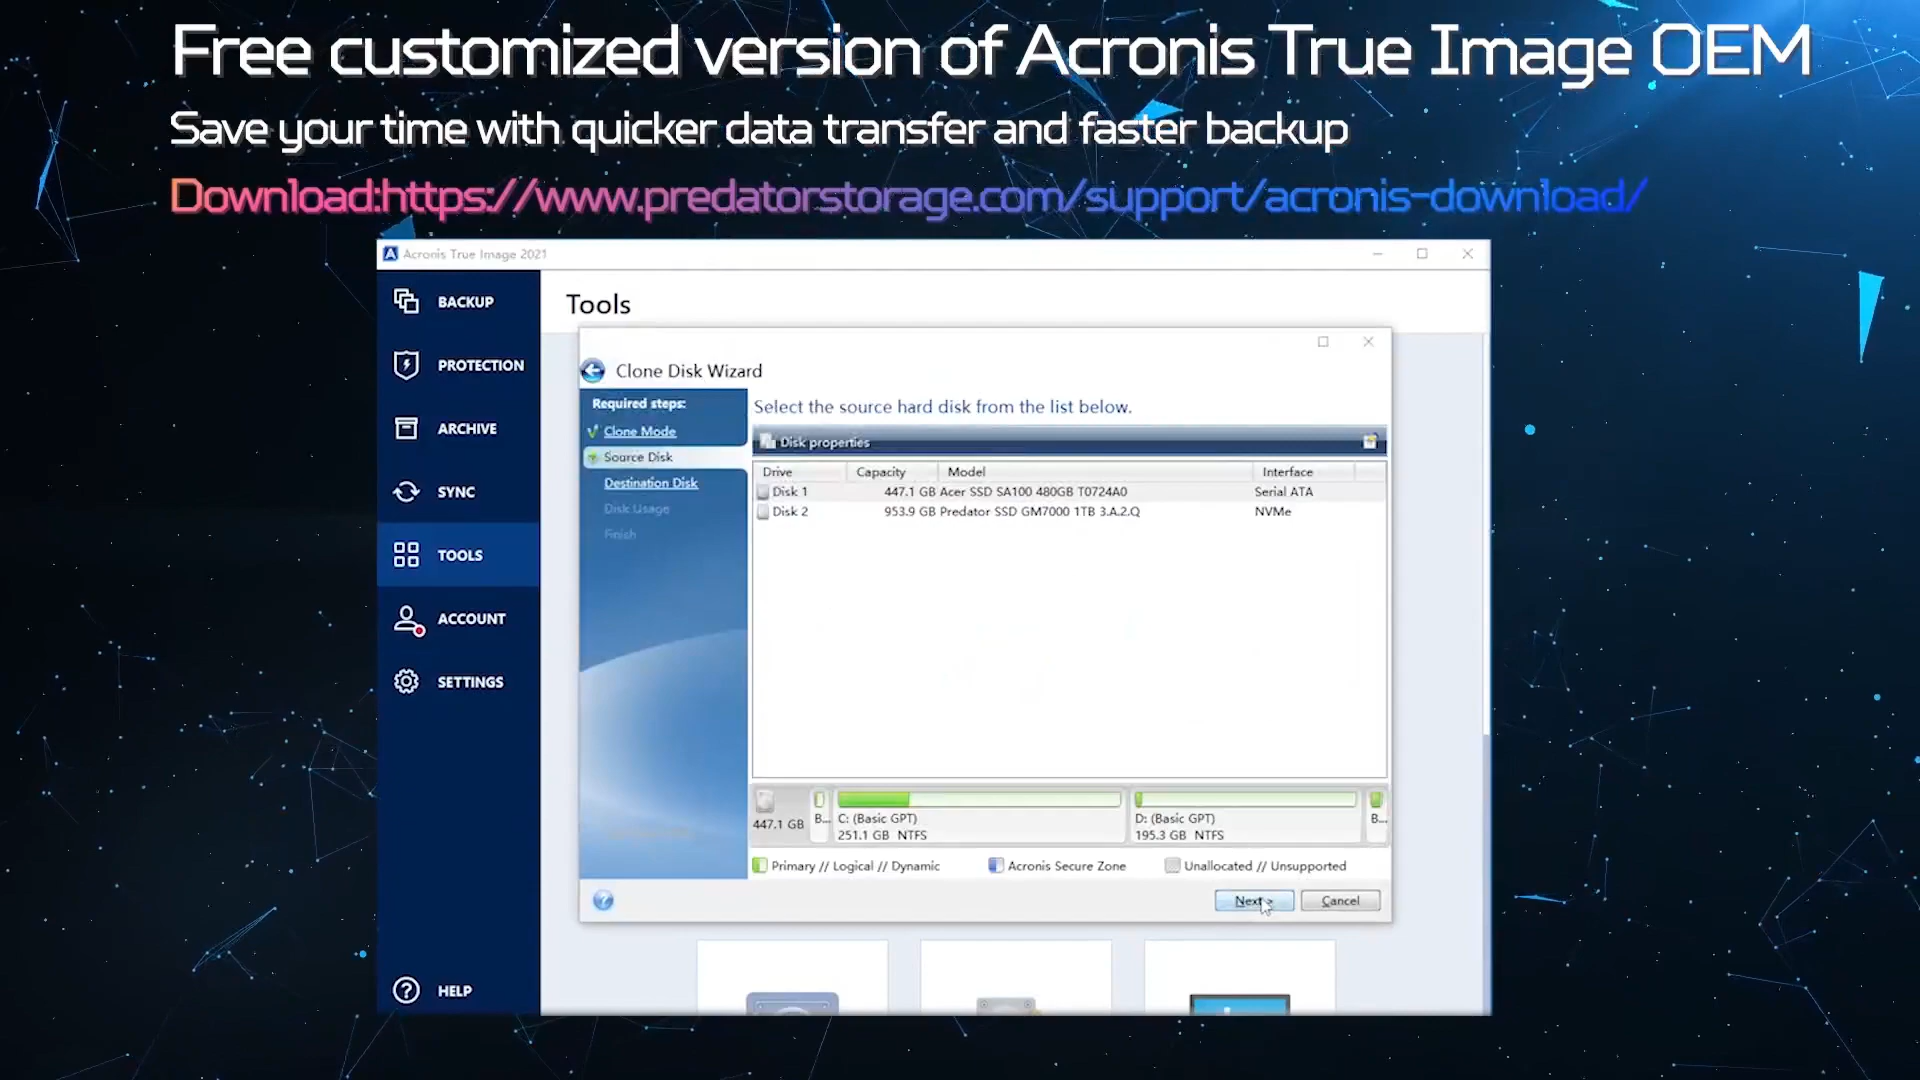 Free customized version of Acronis True Image OEM
Save your time with quicker data transfer and faster backup
Download:https://www.predatorstorage.com/support/acronis-download/
Acronis True Image 2021
BACKUP
PROTECTION
ARCHIVE
SYNC
TOOLS
ACCOUNT
SETTINGS
HELP
Tools
Clone Disk Wizard
Required steps:
Clone Mode
Source Disk
Destination Disk
Disk Usage
Finish
Select the source hard disk from the list below.
Disk properties
Drive Capacity Model Interface
Disk 1 447.1 GB Acer SSD SA100 480GB T0724A0 Serial ATA
Disk 2 953.9 GB Predator SSD GM7000 1TB 3.A.2.Q NVMe
447.1 GB
B...
C: (Basic GPT)
251.1 GB NTFS
D: (Basic GPT)
195.3 GB NTFS
B...
Primary // Logical // Dynamic
Acronis Secure Zone
Unallocated // Unsupported
Next >
Cancel